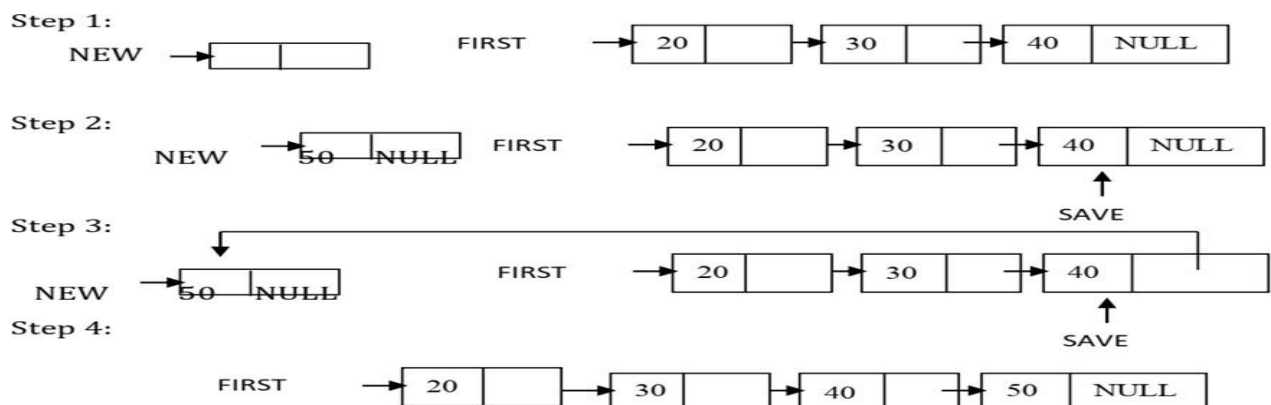 Step 1:
NEW FIRST 20 30 40 NULL
Step 2:
NEW 50 NULL FIRST 20 30 40 NULL
SAVE
Step 3:
NEW 50 NULL FIRST 20 30 40
SAVE
Step 4:
FIRST 20 30 40 50 NULL